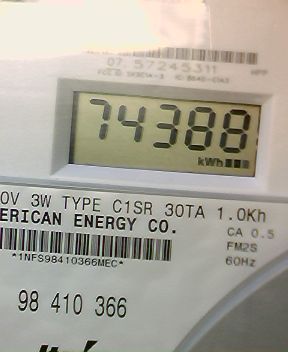 07 57245311
74388
kWh
0V 3W TYPE C1SR 30TA 1.0Kh
ERICAN ENERGY CO.
CA 0.5
FM2S
*1NFS98410366MEC*
60Hz
98 410 366